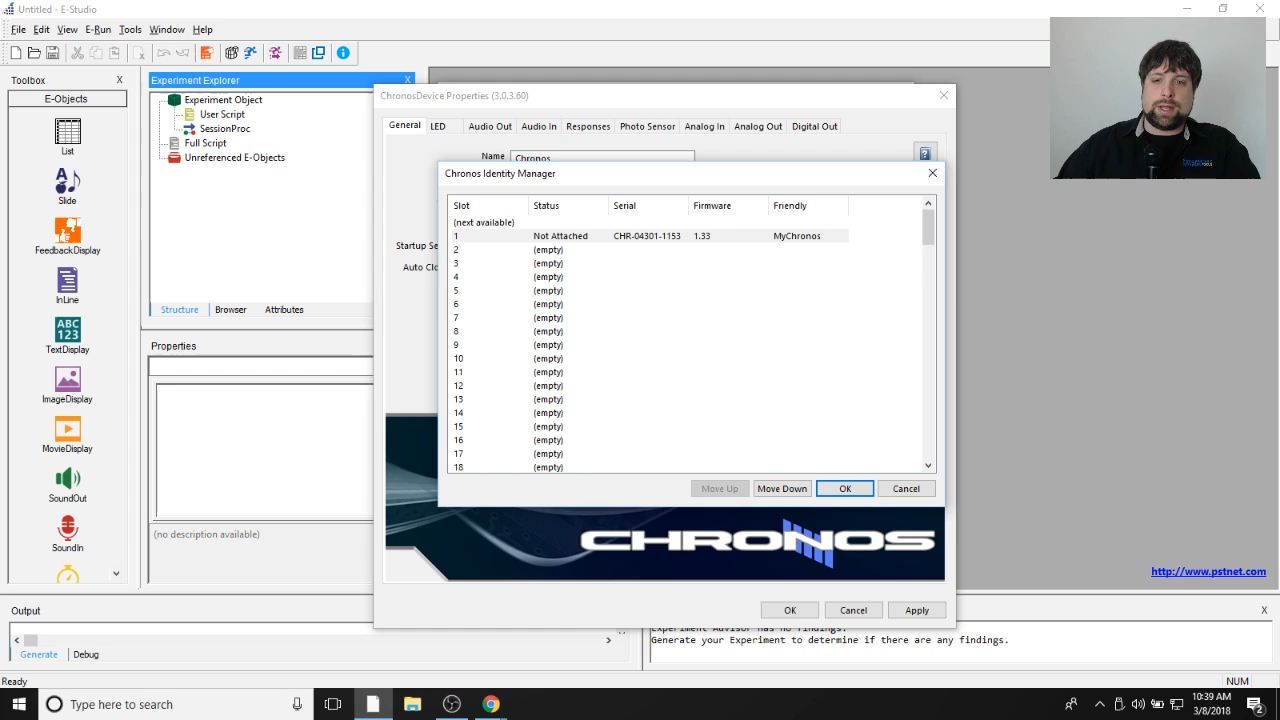 Untitled - E-Studio
File Edit View E-Run Tools Window Help
Toolbox X
E-Objects
List
Slide
FeedbackDisplay
InLine
ABC
123
TextDisplay
ImageDisplay
MovieDisplay
SoundOut
SoundIn
Experiment Explorer X
Experiment Object
User Script
SessionProc
Full Script
Unreferenced E-Objects
Structure Browser Attributes
Properties
(no description available)
ChronosDevice Properties (3.0.3.60)
General LED Audio Out Audio In Responses Photo Sensor Analog In Analog Out Digital Out
Name Chronos
Startup Se
Auto Clo
Chronos Identity Manager
Slot Status Serial Firmware Friendly
(next available)
1 Not Attached CHR-04301-1153 1.33 MyChronos
2 (empty)
3 (empty)
4 (empty)
5 (empty)
6 (empty)
7 (empty)
8 (empty)
9 (empty)
10 (empty)
11 (empty)
12 (empty)
13 (empty)
14 (empty)
15 (empty)
16 (empty)
17 (empty)
18 (empty)
Move Up Move Down OK Cancel
CHRONOS
OK Cancel Apply
http://www.pstnet.com
Output X
Generate Debug
Experiment Advisor has no findings.
Generate your Experiment to determine if there are any findings.
Ready NUM
Type here to search
10:39 AM
3/8/2018
2